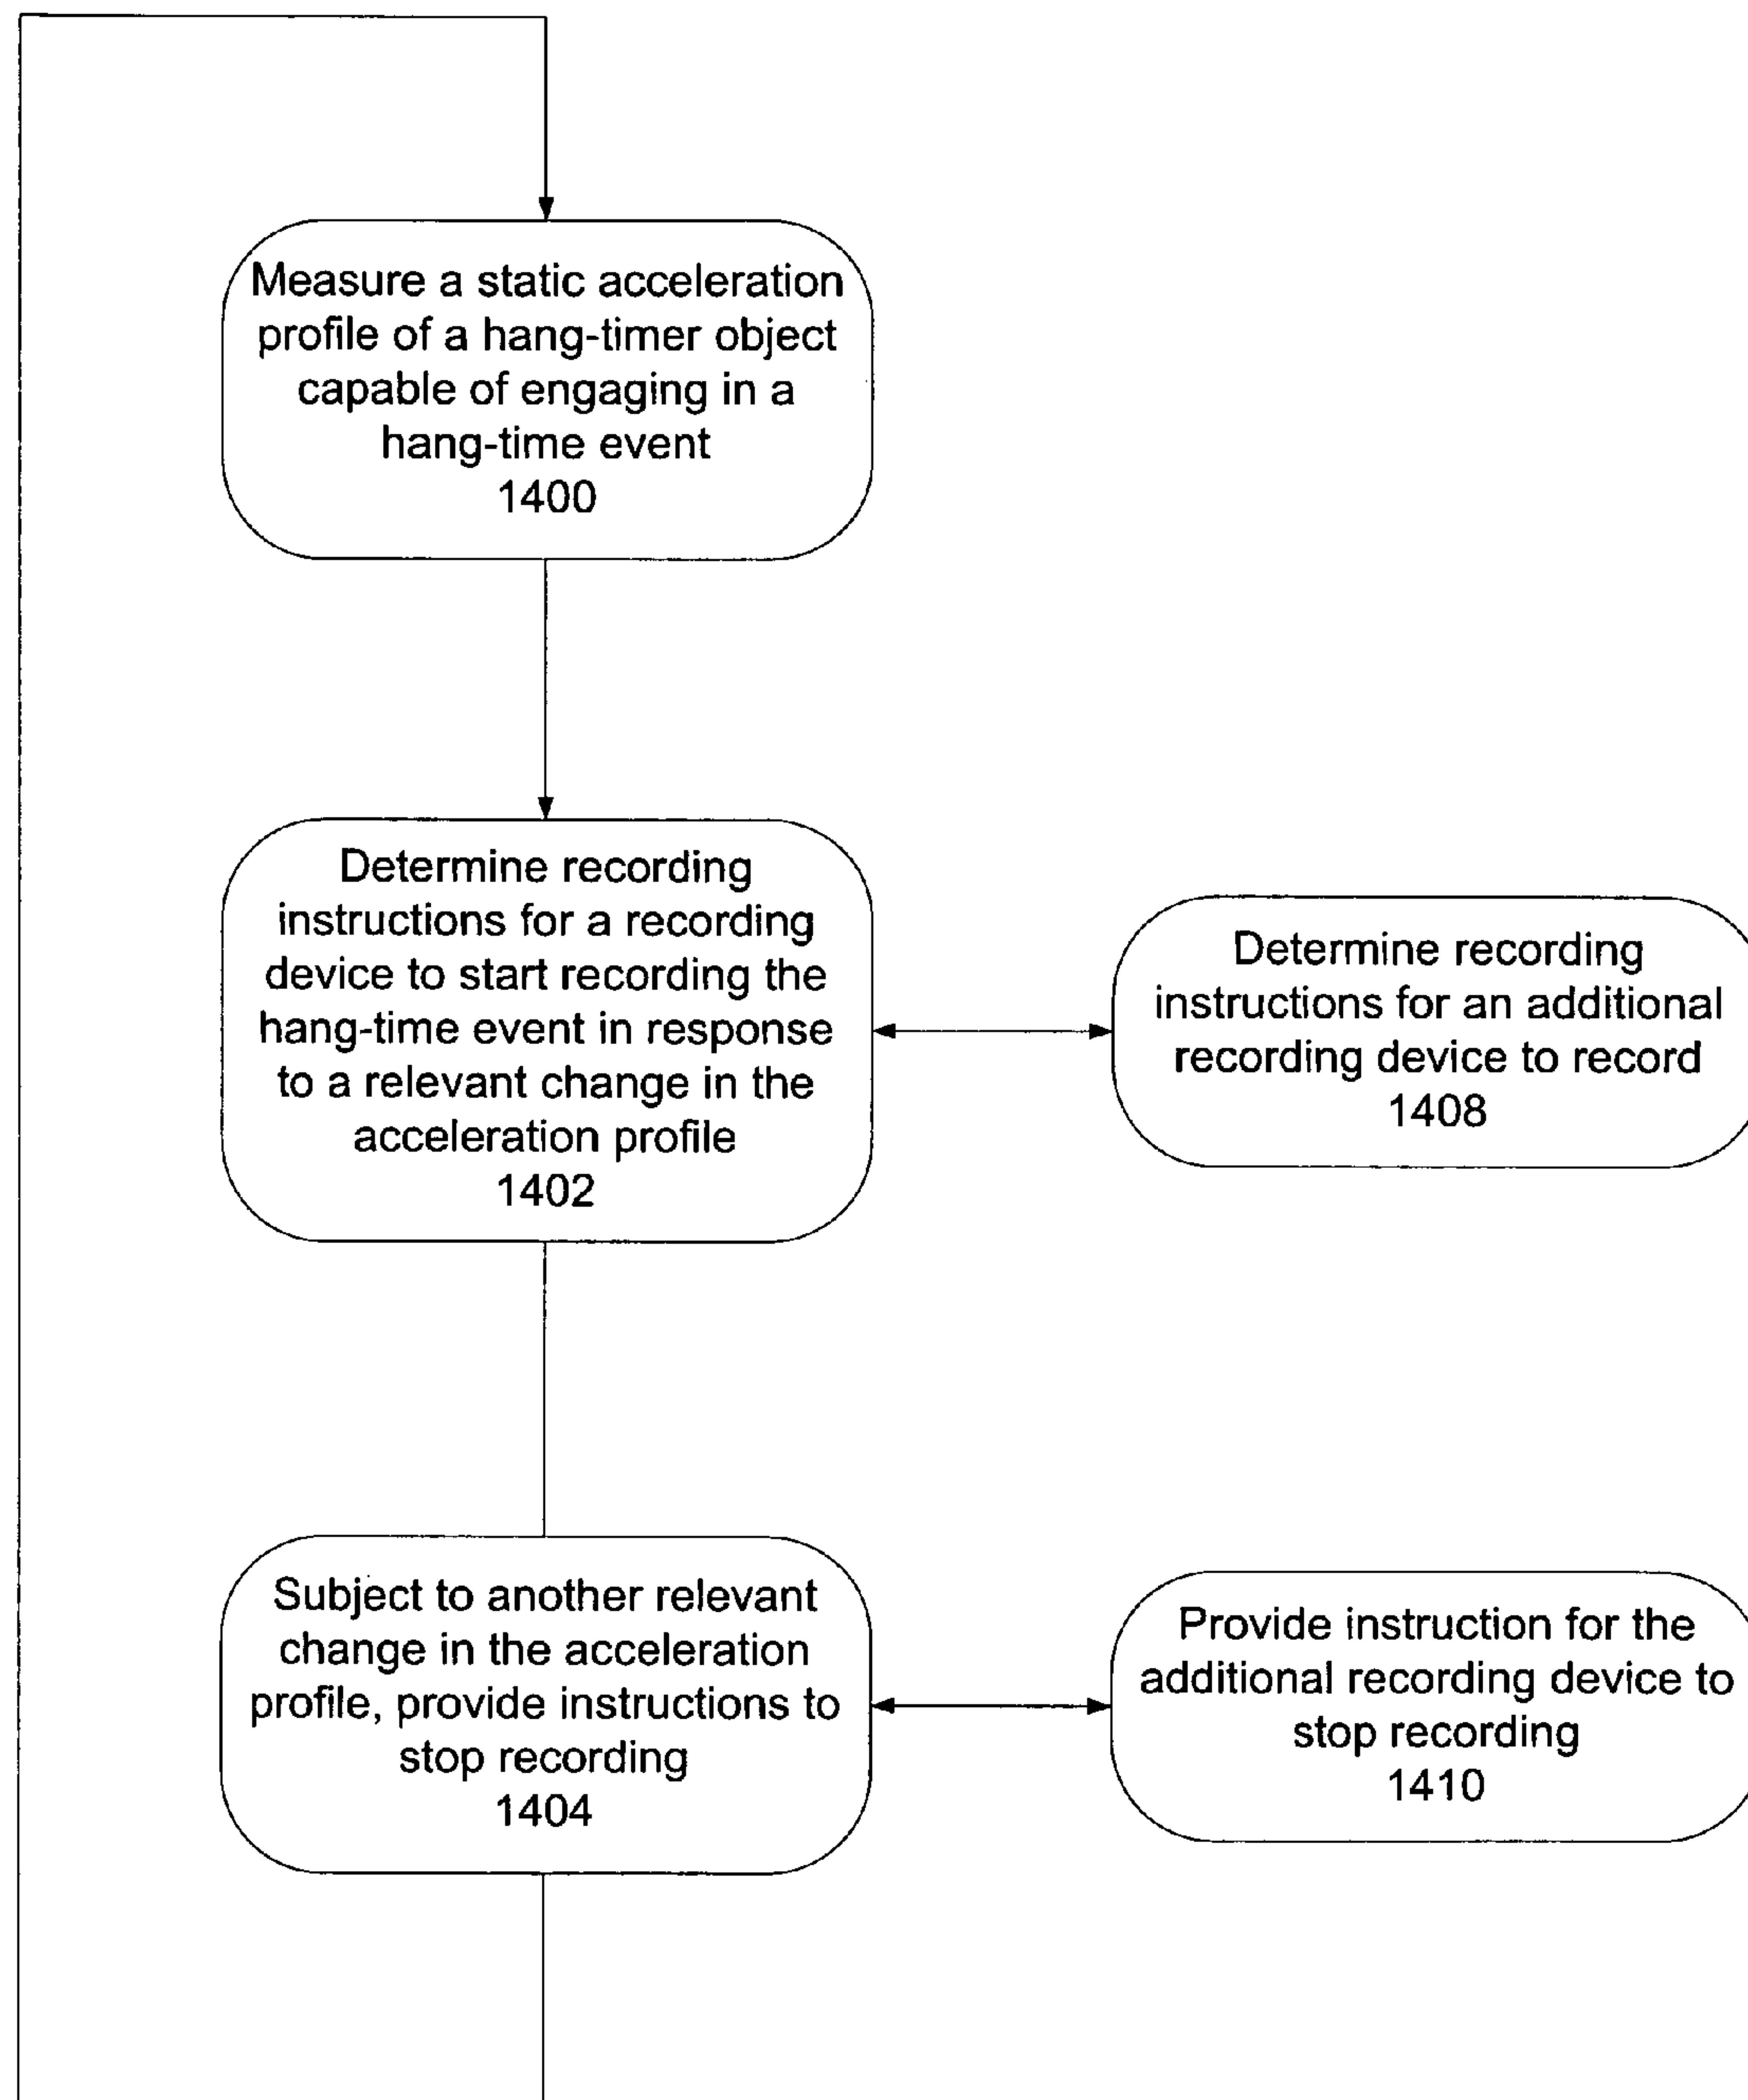 Measure a static acceleration
profile of a hang-timer object
capable of engaging in a
hang-time event
1400
Determine recording
instructions for a recording
device to start recording the
hang-time event in response
to a relevant change in the
acceleration profile
1402
Determine recording
instructions for an additional
recording device to record
1408
Subject to another relevant
change in the acceleration
profile, provide instructions to
stop recording
1404
Provide instruction for the
additional recording device to
stop recording
1410